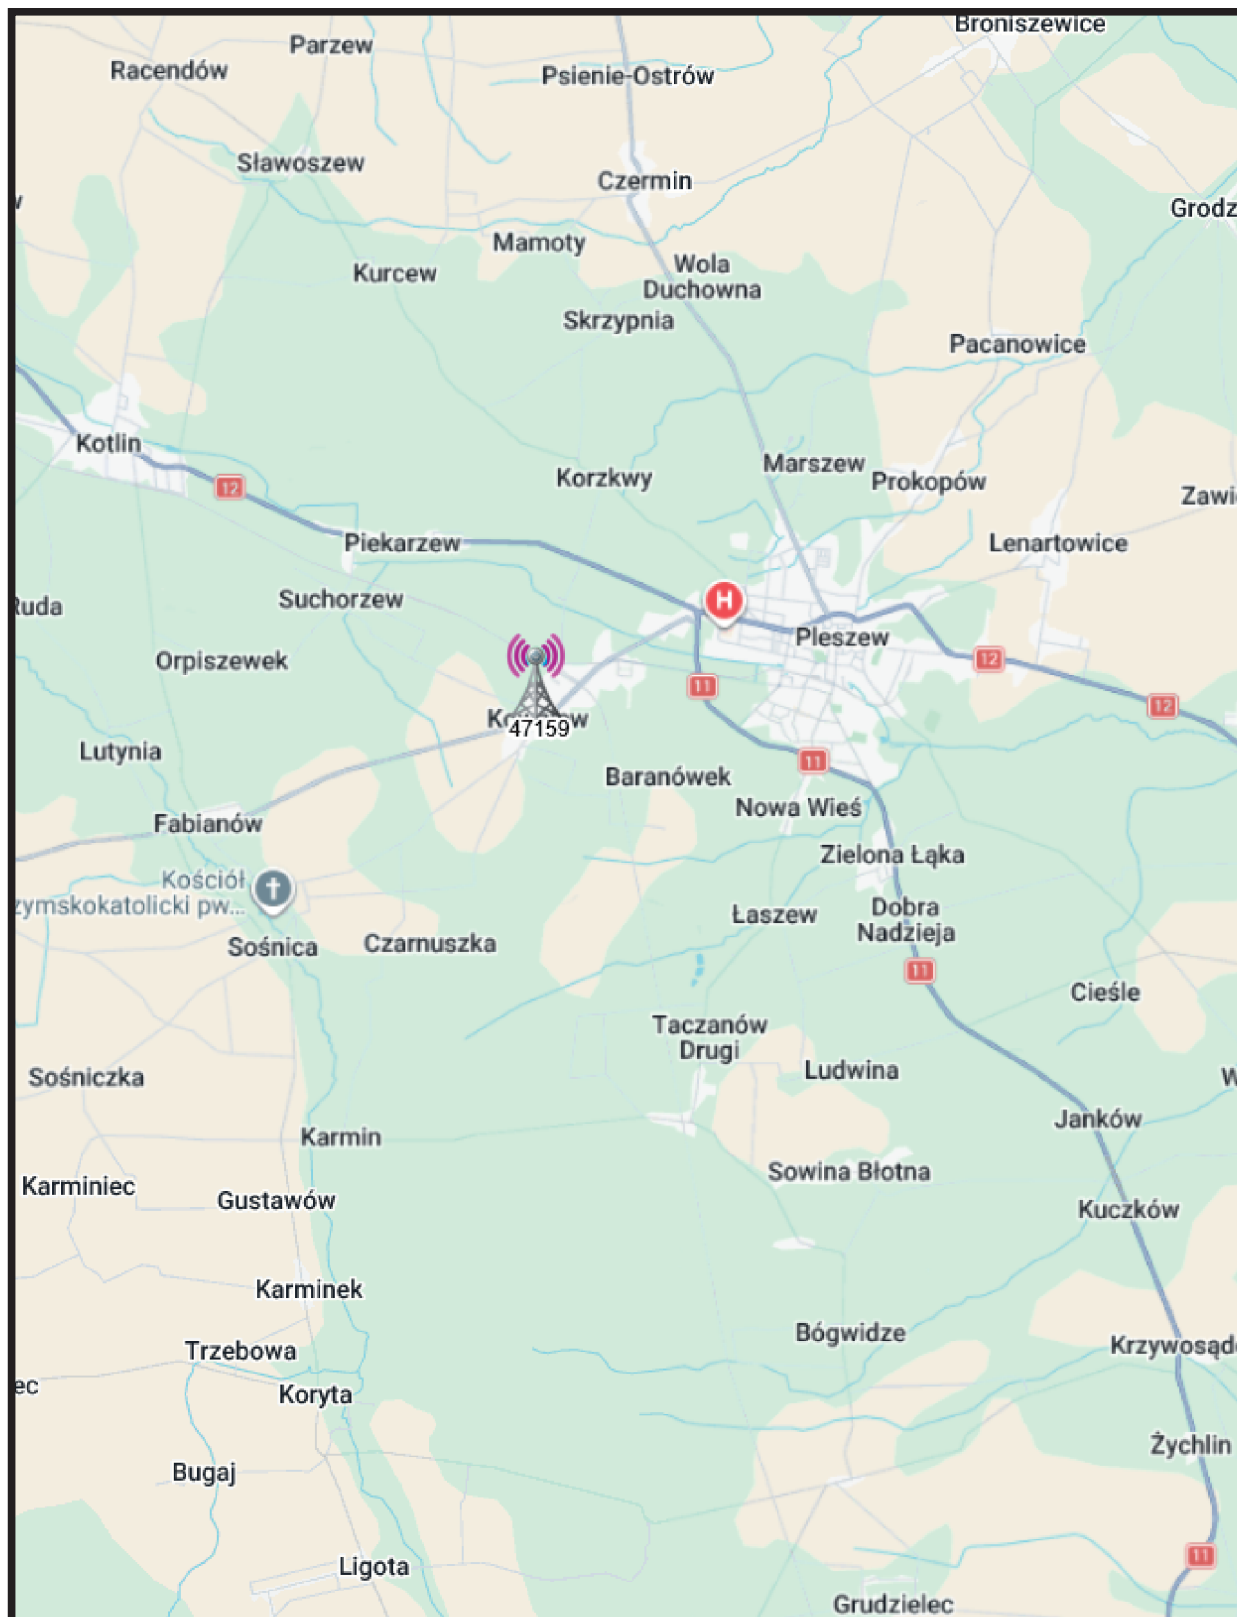 Broniszewice
Parzew
Racendów
Psienie-Ostrów
Sławoszew
Czermin
Grodz
Mamoty
Kurcew
Wola
Duchowna
Skrzypnia
Pacanowice
Kotlin
Marszew
Korzkwy
Prokopów
12
Zawi
Piekarzew
Lenartowice
Suchorzew
Ruda
H
Pleszew
Orpiszewek
12
11
12
47159
Lutynia
11
Baranówek
Nowa Wieś
Fabianów
Zielona Łąka
Kościół
zymskokatolicki pw...
Łaszew
Dobra
Nadzieja
Sośnica
Czarnuszka
11
Cieśle
Taczanów
Drugi
Ludwina
Sośniczka
W
Janków
Karmin
Sowina Błotna
Karminiec
Gustawów
Kuczków
Karminek
Bógwidze
Krzywosąd
Trzebowa
ec
Koryta
Żychlin
Bugaj
11
Ligota
Grudzielec